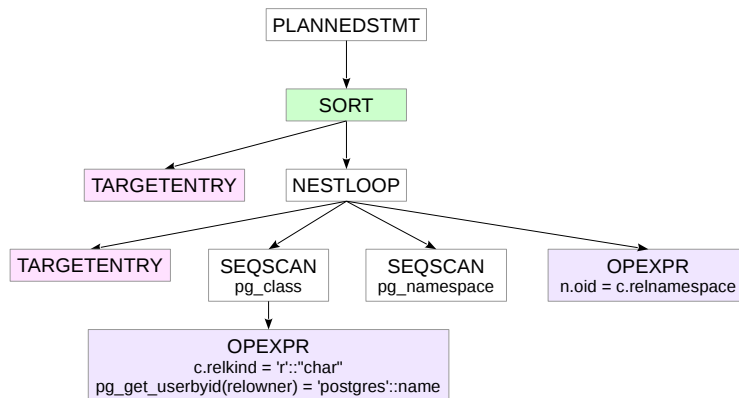 PLANNEDSTMT
SORT
TARGETENTRY
NESTLOOP
TARGETENTRY
SEQSCAN
pg_class
SEQSCAN
pg_namespace
OPEXPR
n.oid = c.relnamespace
OPEXPR
c.relkind = 'r'::"char"
pg_get_userbyid(relowner) = 'postgres'::name